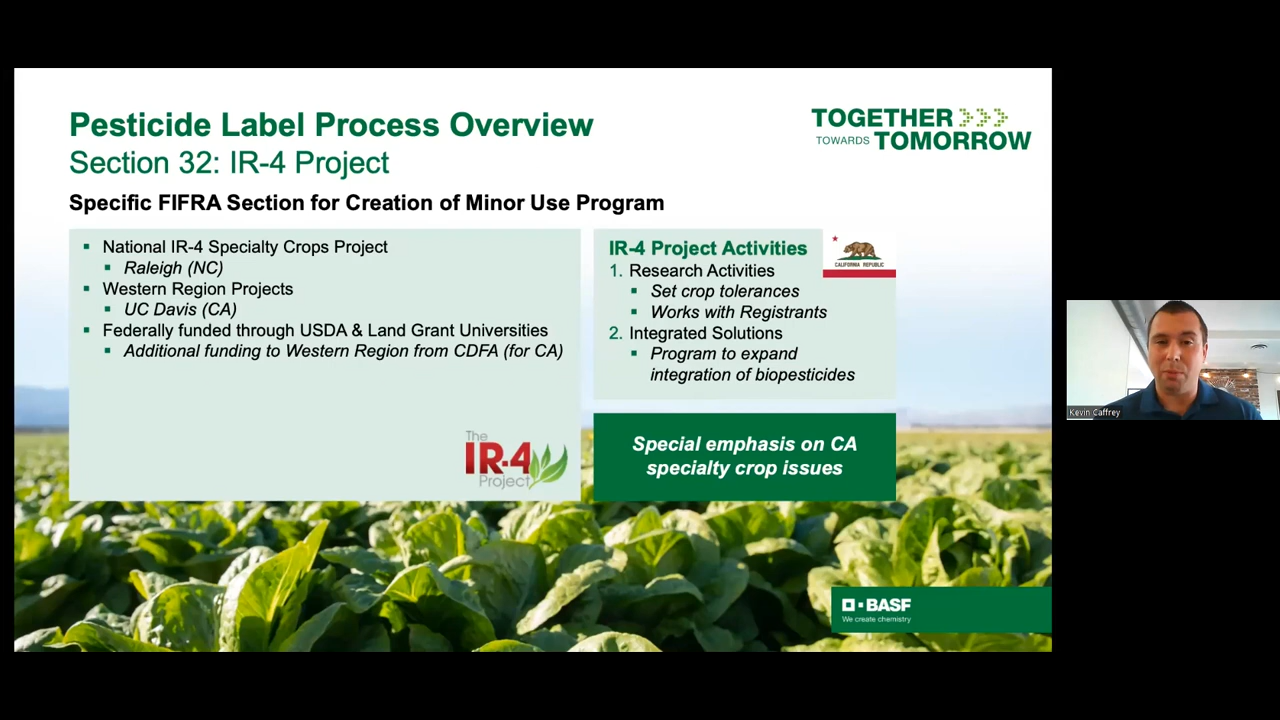 Pesticide Label Process Overview
Section 32: IR-4 Project
TOGETHER
TOWARDS TOMORROW
Specific FIFRA Section for Creation of Minor Use Program
National IR-4 Specialty Crops Project
Raleigh (NC)
Western Region Projects
UC Davis (CA)
Federally funded through USDA & Land Grant Universities
Additional funding to Western Region from CDFA (for CA)
The
IR-4
Project
IR-4 Project Activities
1. Research Activities
Set crop tolerances
Works with Registrants
2. Integrated Solutions
Program to expand
integration of biopesticides
CALIFORNIA REPUBLIC
Special emphasis on CA
specialty crop issues
BASF
We create chemistry
Kevin Caffrey